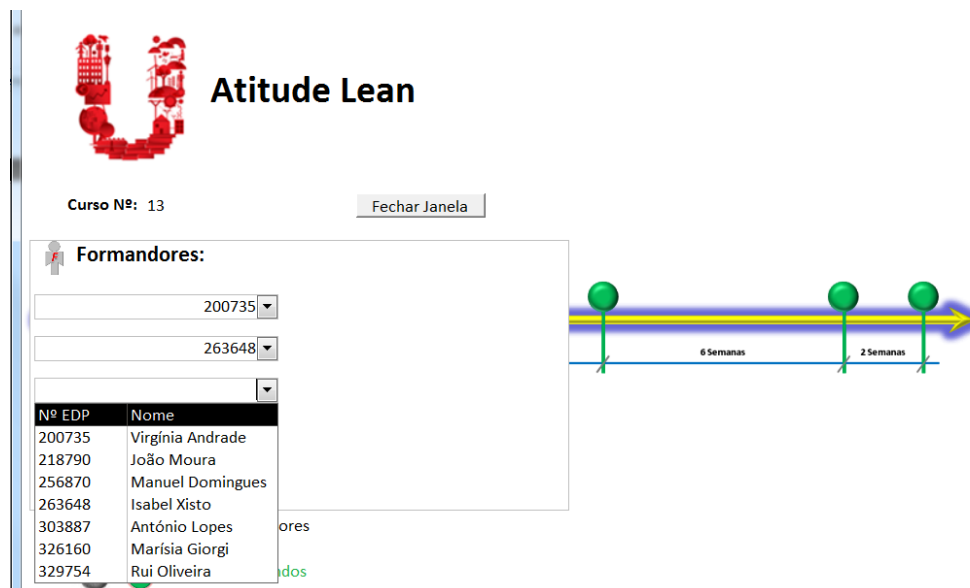 Atitude Lean
Curso Nº: 13
Fechar Janela
F
Formandores:
200735
263648
6 Semanas
2 Semanas
Nº EDP Nome
200735 Virgínia Andrade
218790 João Moura
256870 Manuel Domingues
263648 Isabel Xisto
303887 António Lopes
326160 Marísia Giorgi
329754 Rui Oliveira
ores